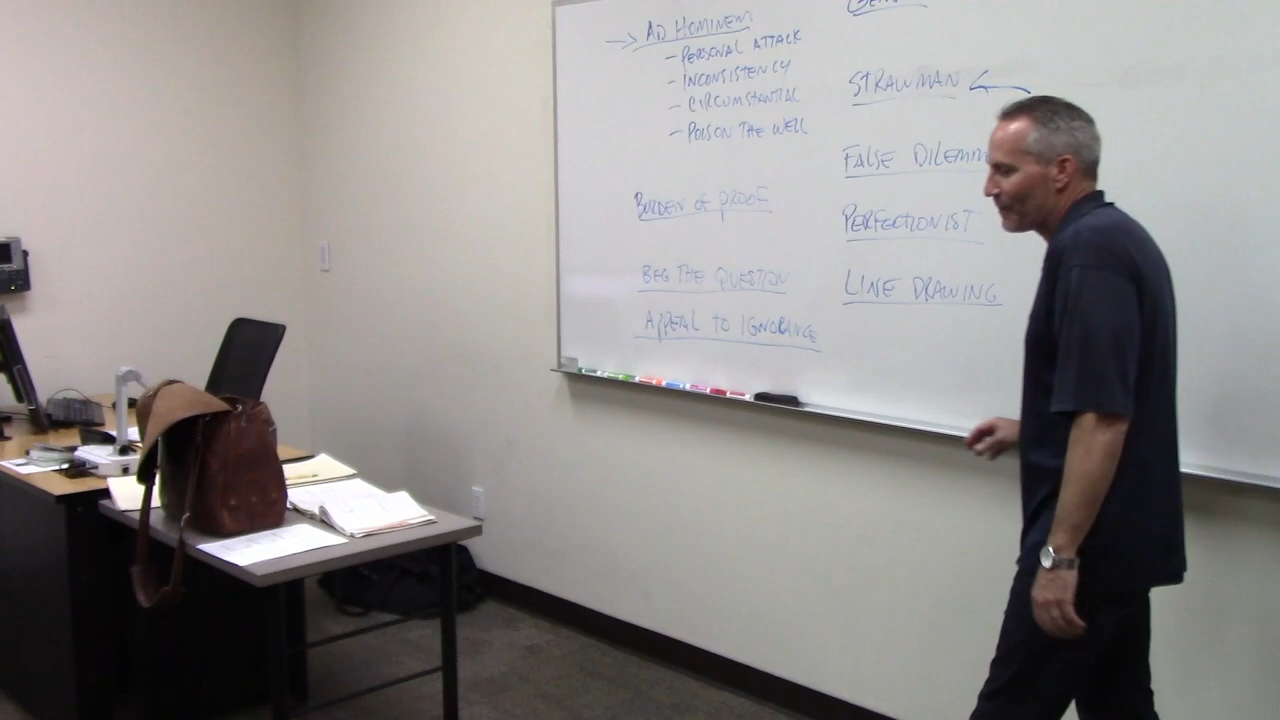 AD HOMINEM
- PERSONAL ATTACK
- INCONSISTENCY
- CIRCUMSTANTIAL
- POISON THE WELL
BURDEN OF PROOF
BEG THE QUESTION
APPEAL TO IGNORANCE
STRAWMAN
FALSE DILEMM
PERFECTIONIST
LINE DRAWING